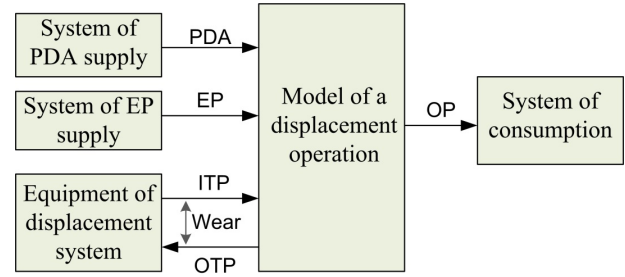 System of
PDA supply
PDA
System of EP
supply
EP
Equipment of
displacement
system
ITP
Wear
OTP
Model of a
displacement
operation
OP
System of
consumption